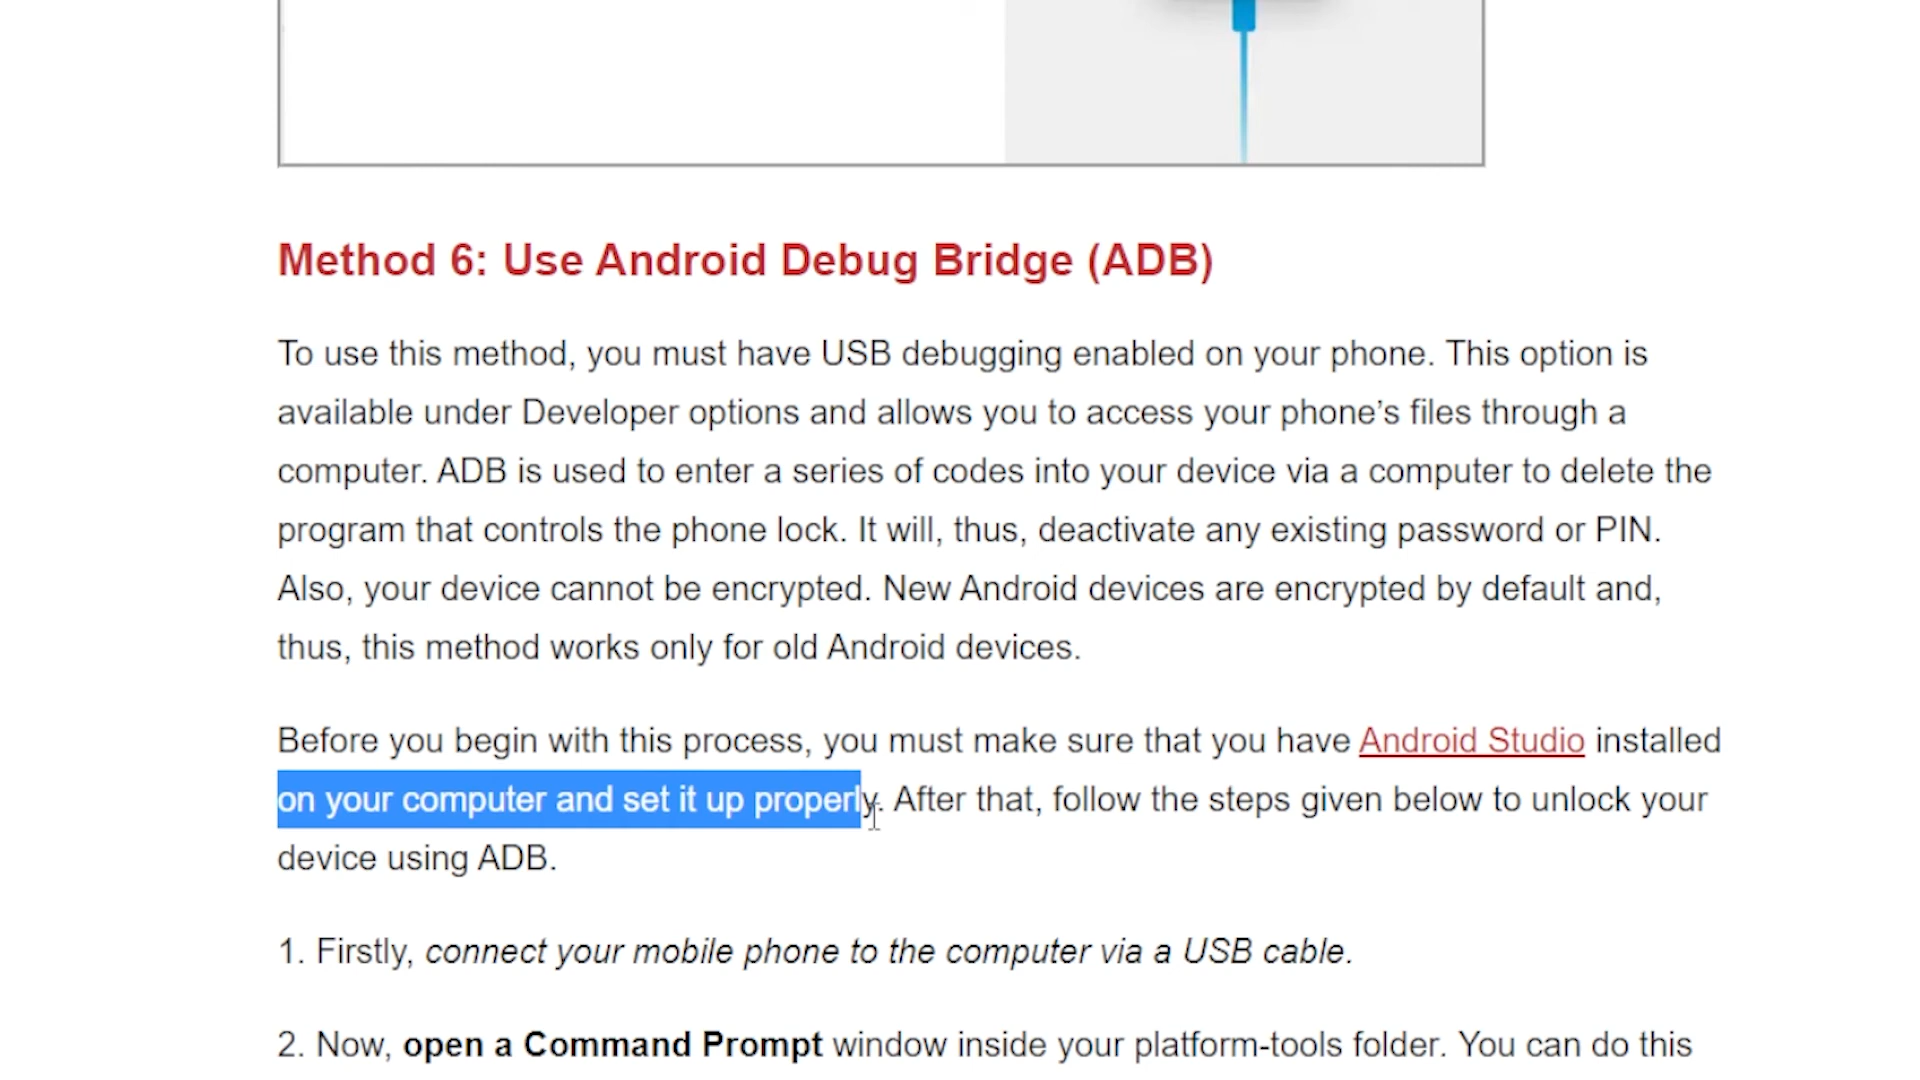 Method 6: Use Android Debug Bridge (ADB)
To use this method, you must have USB debugging enabled on your phone. This option is
available under Developer options and allows you to access your phone’s files through a
computer. ADB is used to enter a series of codes into your device via a computer to delete the
program that controls the phone lock. It will, thus, deactivate any existing password or PIN.
Also, your device cannot be encrypted. New Android devices are encrypted by default and,
thus, this method works only for old Android devices.
Before you begin with this process, you must make sure that you have Android Studio installed
on your computer and set it up properly. After that, follow the steps given below to unlock your
device using ADB.
1. Firstly, connect your mobile phone to the computer via a USB cable.
2. Now, open a Command Prompt window inside your platform-tools folder. You can do this